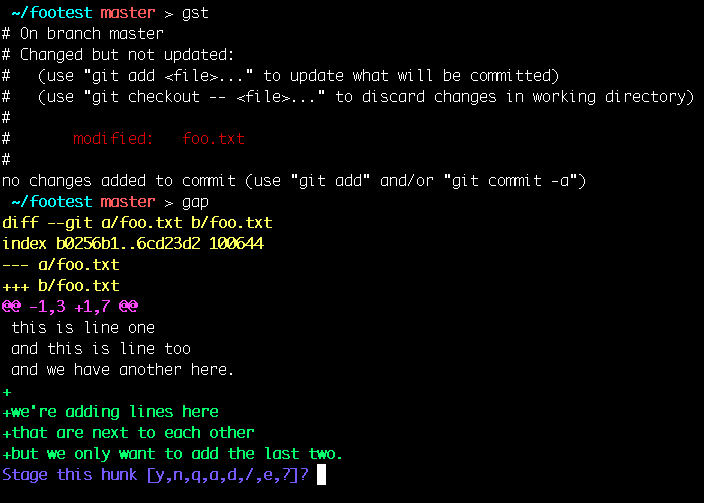 ~/footest master > gst
# On branch master
# Changed but not updated:
#   (use "git add <file>..." to update what will be committed)
#   (use "git checkout -- <file>..." to discard changes in working directory)
#
#       modified:   foo.txt
#
no changes added to commit (use "git add" and/or "git commit -a")
~/footest master > gap
diff --git a/foo.txt b/foo.txt
index b0256b1..6cd23d2 100644
--- a/foo.txt
+++ b/foo.txt
@@ -1,3 +1,7 @@
 this is line one
 and this is line too
 and we have another here.
+
+we're adding lines here
+that are next to each other
+but we only want to add the last two.
Stage this hunk [y,n,q,a,d,/,e,?]?